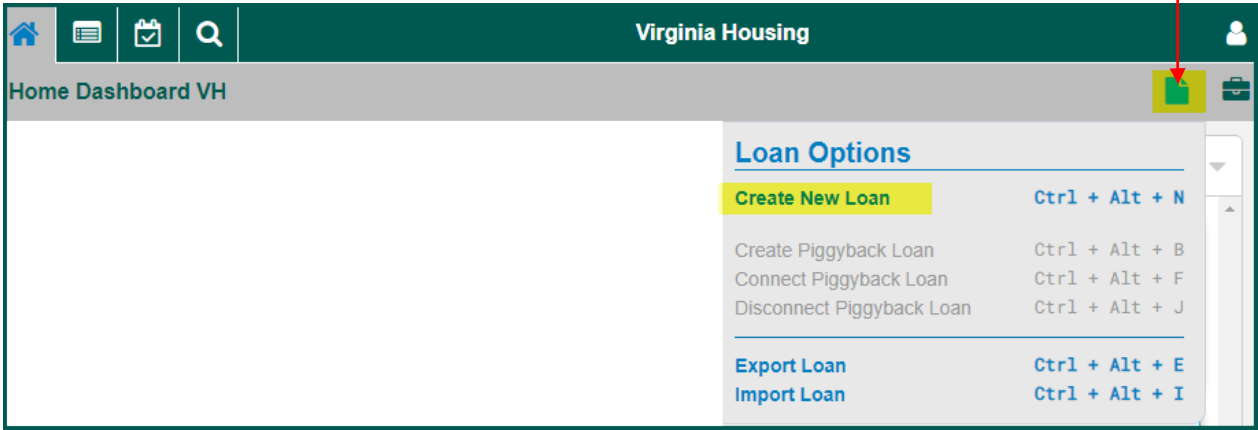 Virginia Housing
Home Dashboard VH
Loan Options
Create New Loan Ctrl + Alt + N
Create Piggyback Loan Ctrl + Alt + B
Connect Piggyback Loan Ctrl + Alt + F
Disconnect Piggyback Loan Ctrl + Alt + J
Export Loan Ctrl + Alt + E
Import Loan Ctrl + Alt + I